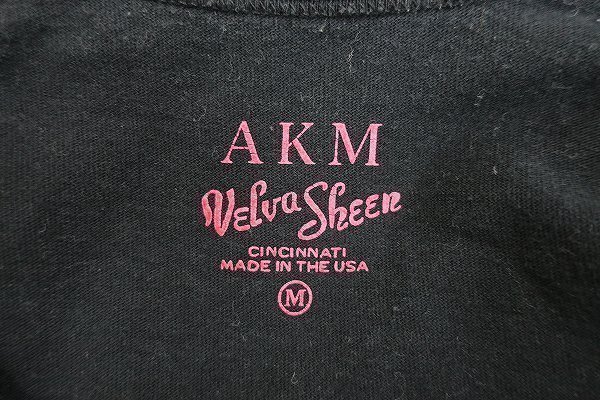 AKM
Velva Sheen
CINCINNATI
MADE IN THE USA
M